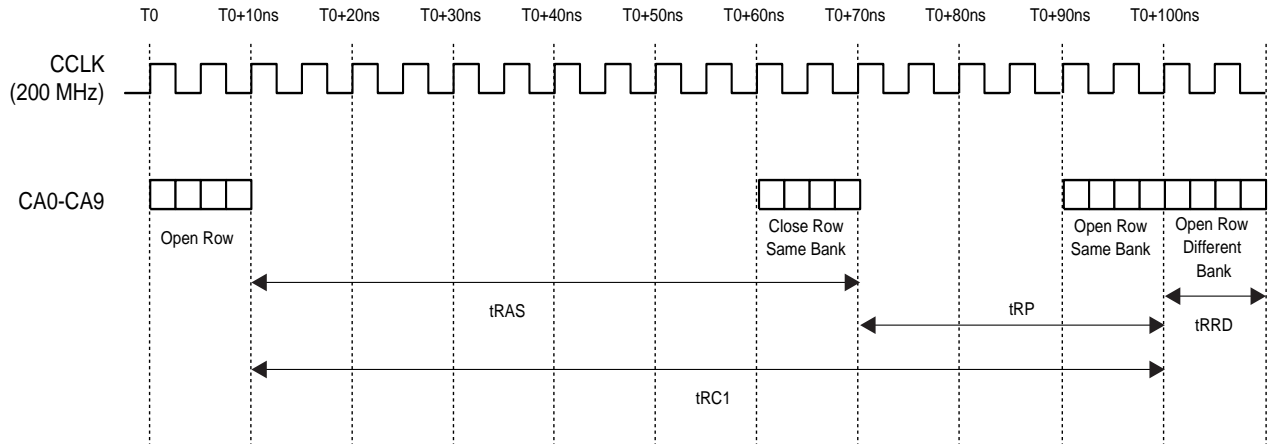 T0 T0+10ns T0+20ns T0+30ns T0+40ns T0+50ns T0+60ns T0+70ns T0+80ns T0+90ns T0+100ns
CCLK
(200 MHz)
CA0-CA9
Open Row
Close Row
Same Bank
Open Row
Same Bank
Open Row
Different
Bank
tRAS
tRP
tRRD
tRC1